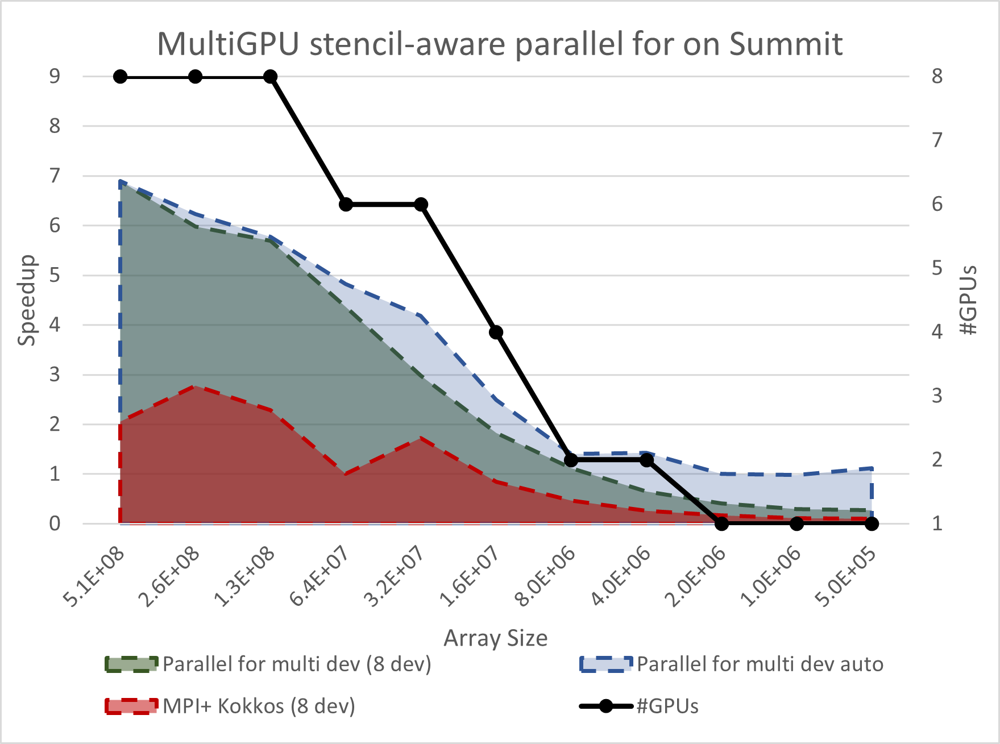 MultiGPU stencil-aware parallel for on Summit
9
8
7
6
5
4
3
2
1
0
Speedup
8
7
6
5
4
3
2
1
#GPUs
5.1E+08
2.6E+08
1.3E+08
6.4E+07
3.2E+07
1.6E+07
8.0E+06
4.0E+06
2.0E+06
1.0E+06
5.0E+05
Array Size
Parallel for multi dev (8 dev)
Parallel for multi dev auto
MPI+ Kokkos (8 dev)
#GPUs